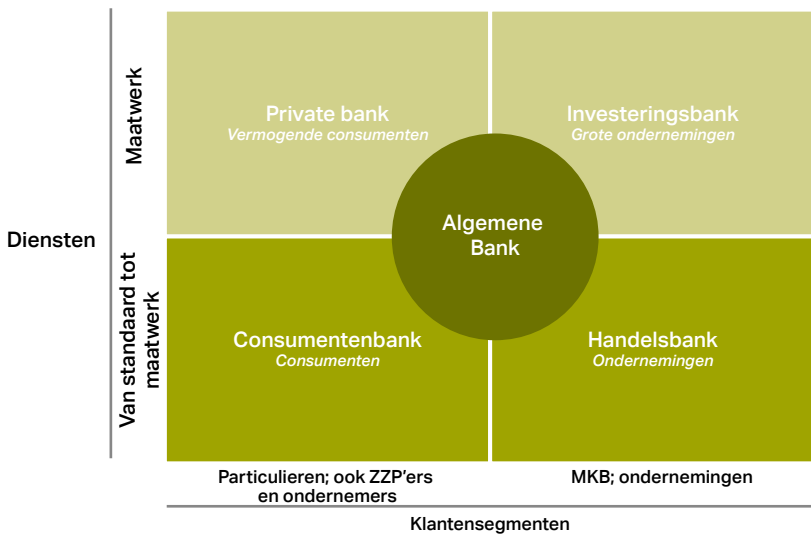 Diensten
Maatwerk
Van standaard tot
maatwerk
Private bank
Vermogende consumenten
Investeringsbank
Grote ondernemingen
Algemene
Bank
Consumentenbank
Consumenten
Handelsbank
Ondernemingen
Particulieren; ook ZZP'ers
en ondernemers
MKB; ondernemingen
Klantensegmenten